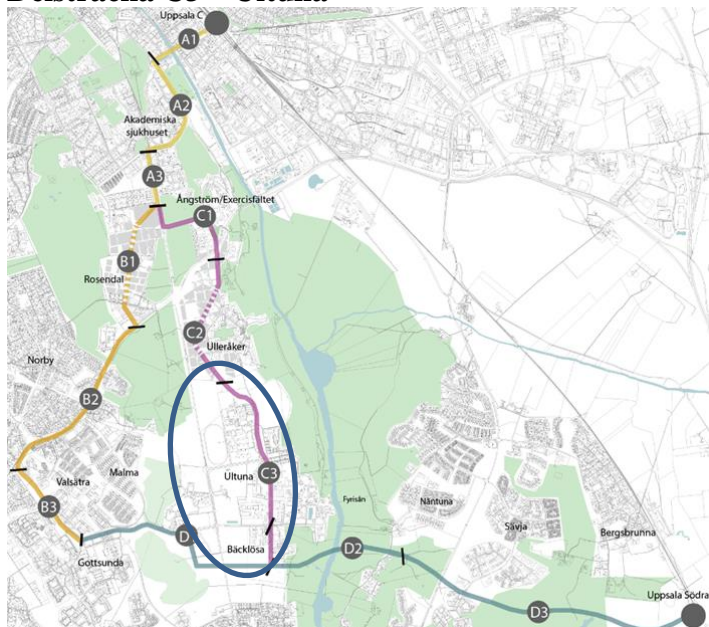 Uppsala C
A1
A2
Akademiska
sjukhuset
A3
Ångström/Exercisfältet
C1
B1
Rosendal
C2
Ulleråker
Norby
B2
Valsätra
Malma
Ultuna
C3
B3
Fyrisån
Nåntuna
Sävja
Bergsbrunna
D
Gottsunda
Bäcklösa
D2
Uppsala Södra
D3